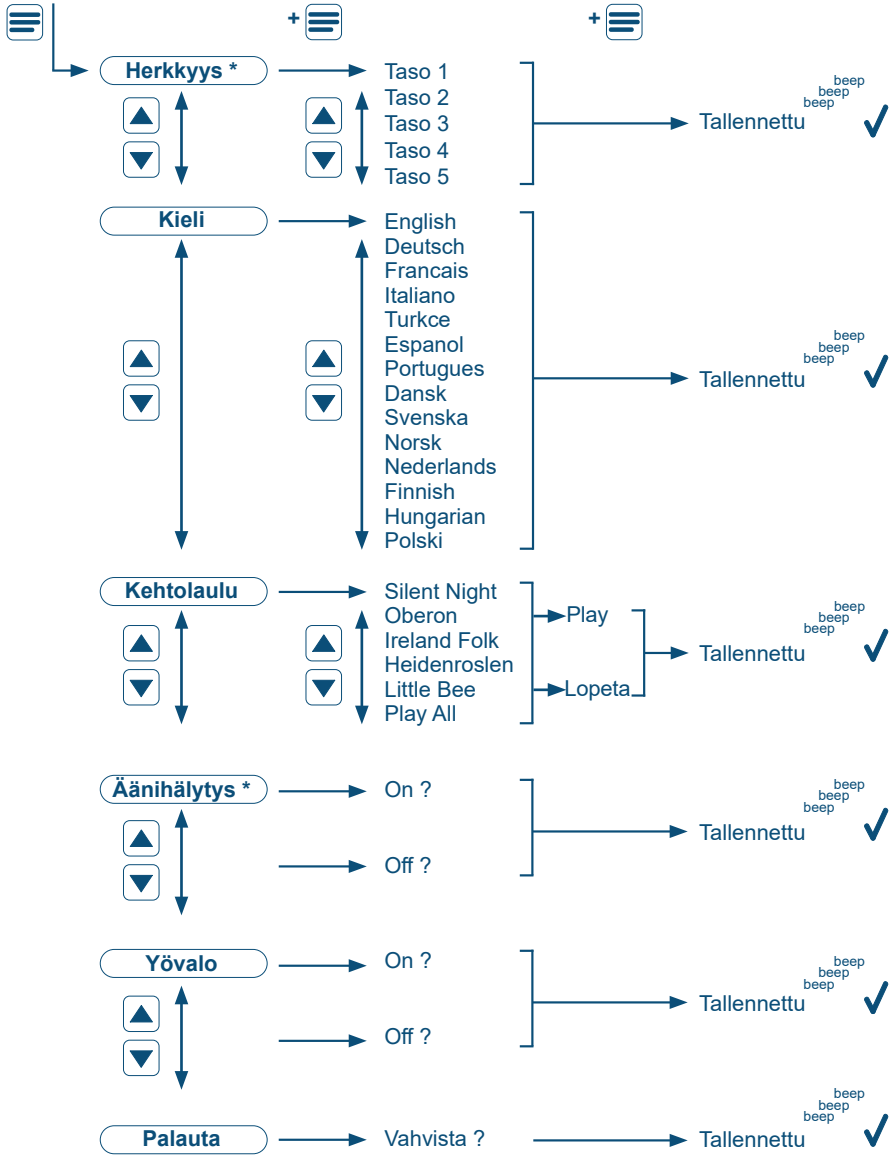 + +
Herkkyys *
Taso 1
Taso 2
Taso 3
Taso 4
Taso 5
Tallennettu
beep
beep
beep
Kieli
English
Deutsch
Francais
Italiano
Turkce
Espanol
Portugues
Dansk
Svenska
Norsk
Nederlands
Finnish
Hungarian
Polski
Tallennettu
beep
beep
beep
Kehtolaulu
Silent Night
Oberon
Ireland Folk
Heidenroslen
Little Bee
Play All
Play
Lopeta
Tallennettu
beep
beep
beep
Äänihälytys *
On ?
Off ?
Tallennettu
beep
beep
beep
Yövalo
On ?
Off ?
Tallennettu
beep
beep
beep
Palauta
Vahvista ?
Tallennettu
beep
beep
beep